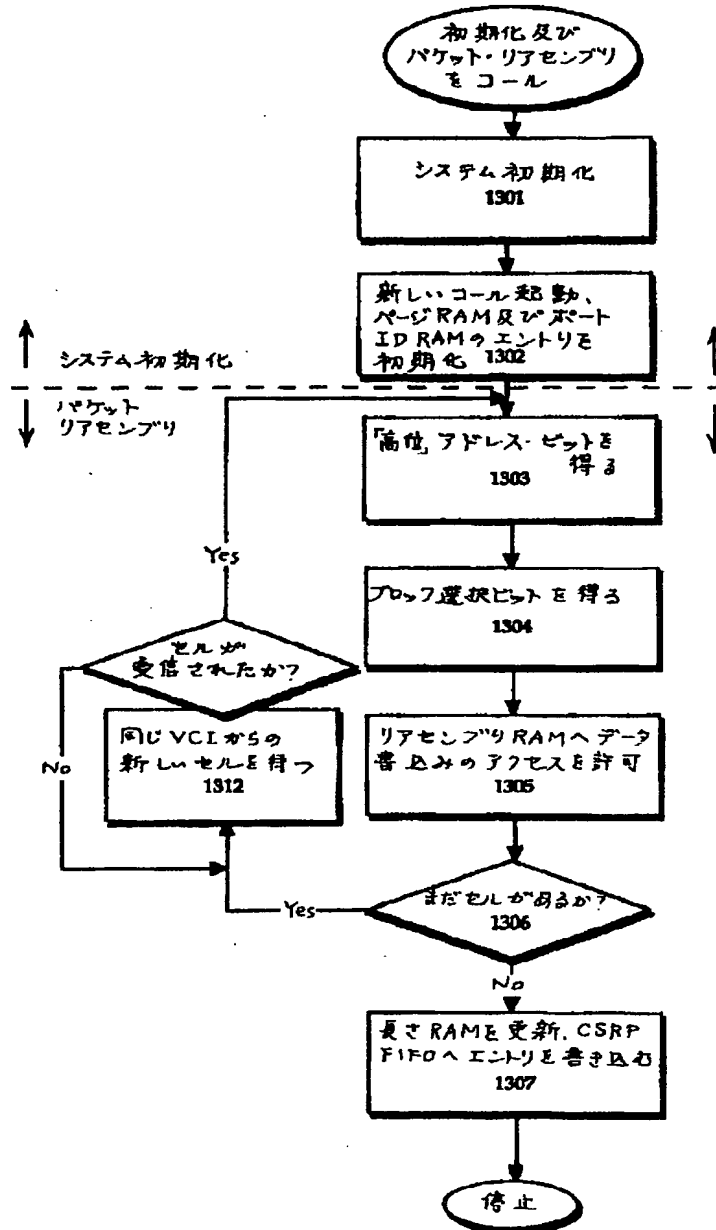 初期化及び
パケット・リアセンブリ
をコール
システム初期化
1301
新しいコール起動、
ページRAM及びポート
ID RAMのエントリを
初期化 1302
システム初期化
パケット
リアセンブリ
「高位」アドレス・ビットを
得る
1303
Yes
ブロック選択ビットを得る
1304
セルが
受信されたか?
同じVCIからの
新しいセルを待つ
1312
No
リアセンブリRAMへデータ
書込みのアクセスを許可
1305
まだセルがあるか?
1306
Yes
No
長さRAMを更新、CSRP
FIFOへエントリを書き込む
1307
停止